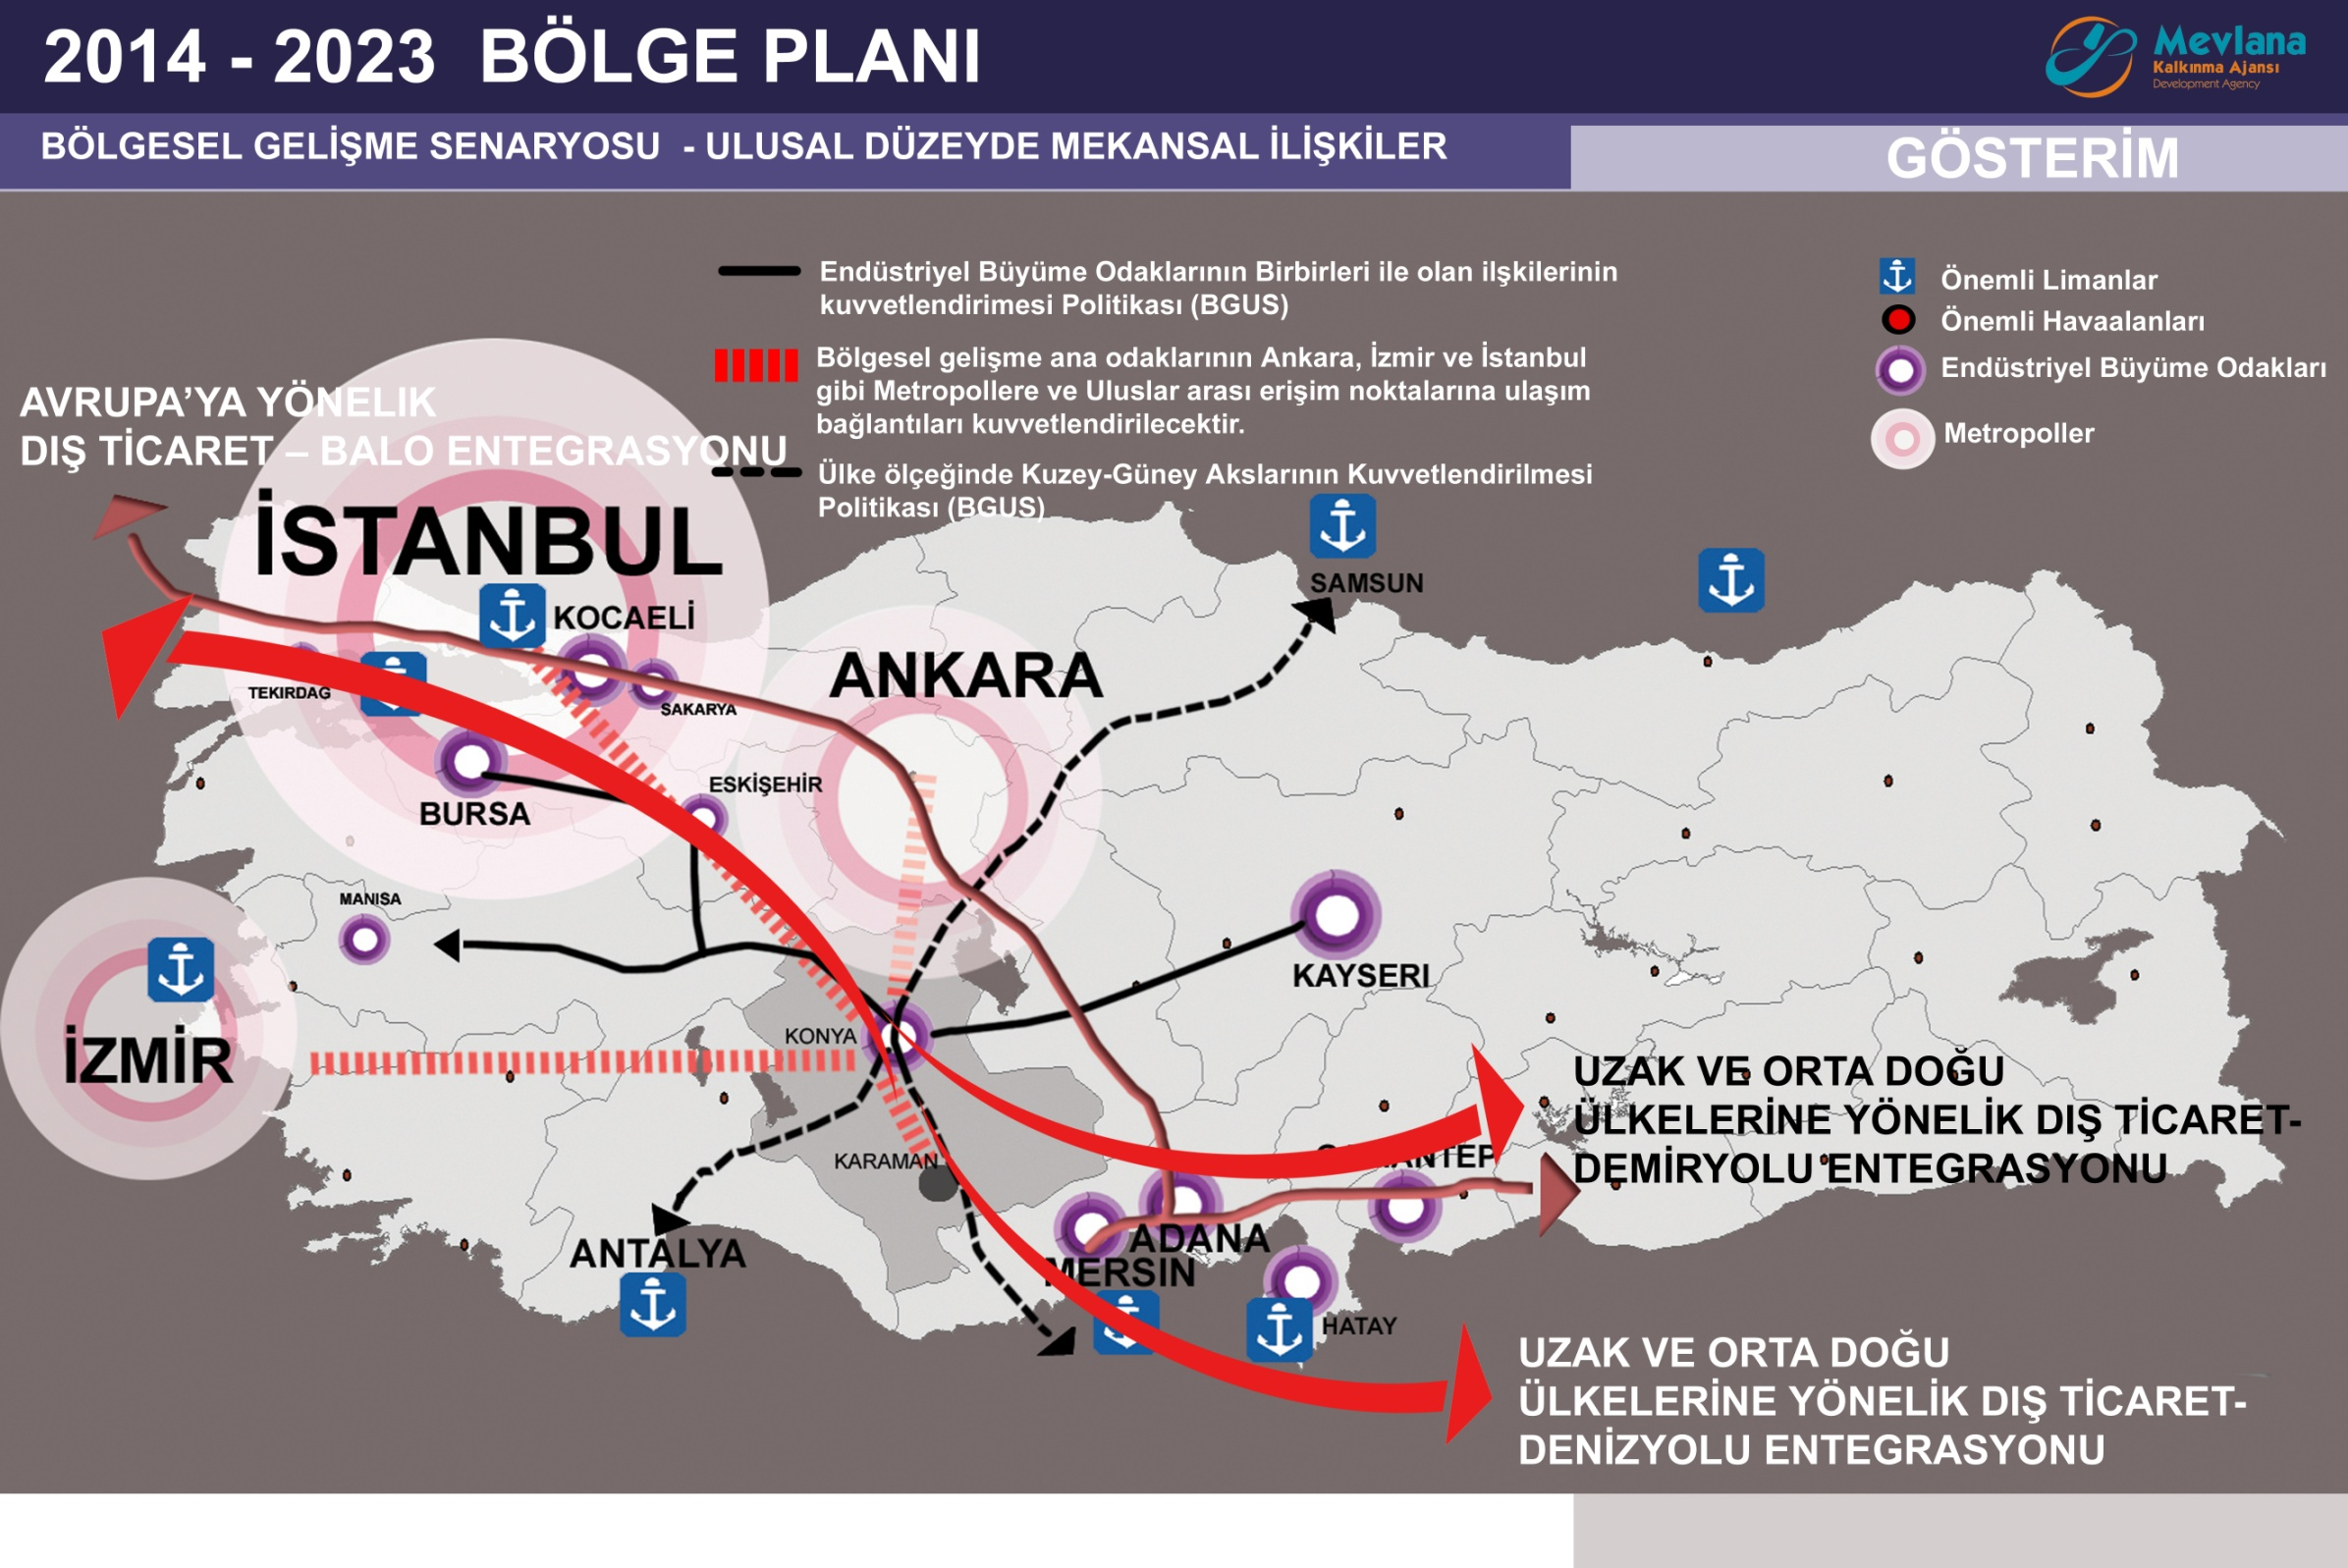 2014 - 2023 BÖLGE PLANI
Mevlana
Kalkınma Ajansı
Development Agency
BÖLGESEL GELİŞME SENARYOSU - ULUSAL DÜZEYDE MEKANSAL İLİŞKİLER
GÖSTERİM
Endüstriyel Büyüme Odaklarının Birbirleri ile olan ilşkilerinin
kuvvetlendirimesi Politikası (BGUS)
Bölgesel gelişme ana odaklarının Ankara, İzmir ve İstanbul
gibi Metropollere ve Uluslar arası erişim noktalarına ulaşım
bağlantıları kuvvetlendirilecektir.
Ülke ölçeğinde Kuzey-Güney Akslarının Kuvvetlendirilmesi
Politikası (BGUS)
Önemli Limanlar
Önemli Havaalanları
Endüstriyel Büyüme Odakları
Metropoller
AVRUPA'YA YÖNELIK
DIŞ TİCARET – BALO ENTEGRASYONU
İSTANBUL
KOCAELİ
SAMSUN
ANKARA
TEKIRDAG
SAKARYA
BURSA
ESKİŞEHİR
MANISA
KAYSERI
İZMİR
KONYA
KARAMAN
ANTALYA
ADANA
MERSIN
HATAY
UZAK VE ORTA DOĞU
ÜLKELERİNE YÖNELİK DIŞ TİCARET-
DEMİRYOLU ENTEGRASYONU
UZAK VE ORTA DOĞU
ÜLKELERİNE YÖNELİK DIŞ TİCARET-
DENİZYOLU ENTEGRASYONU